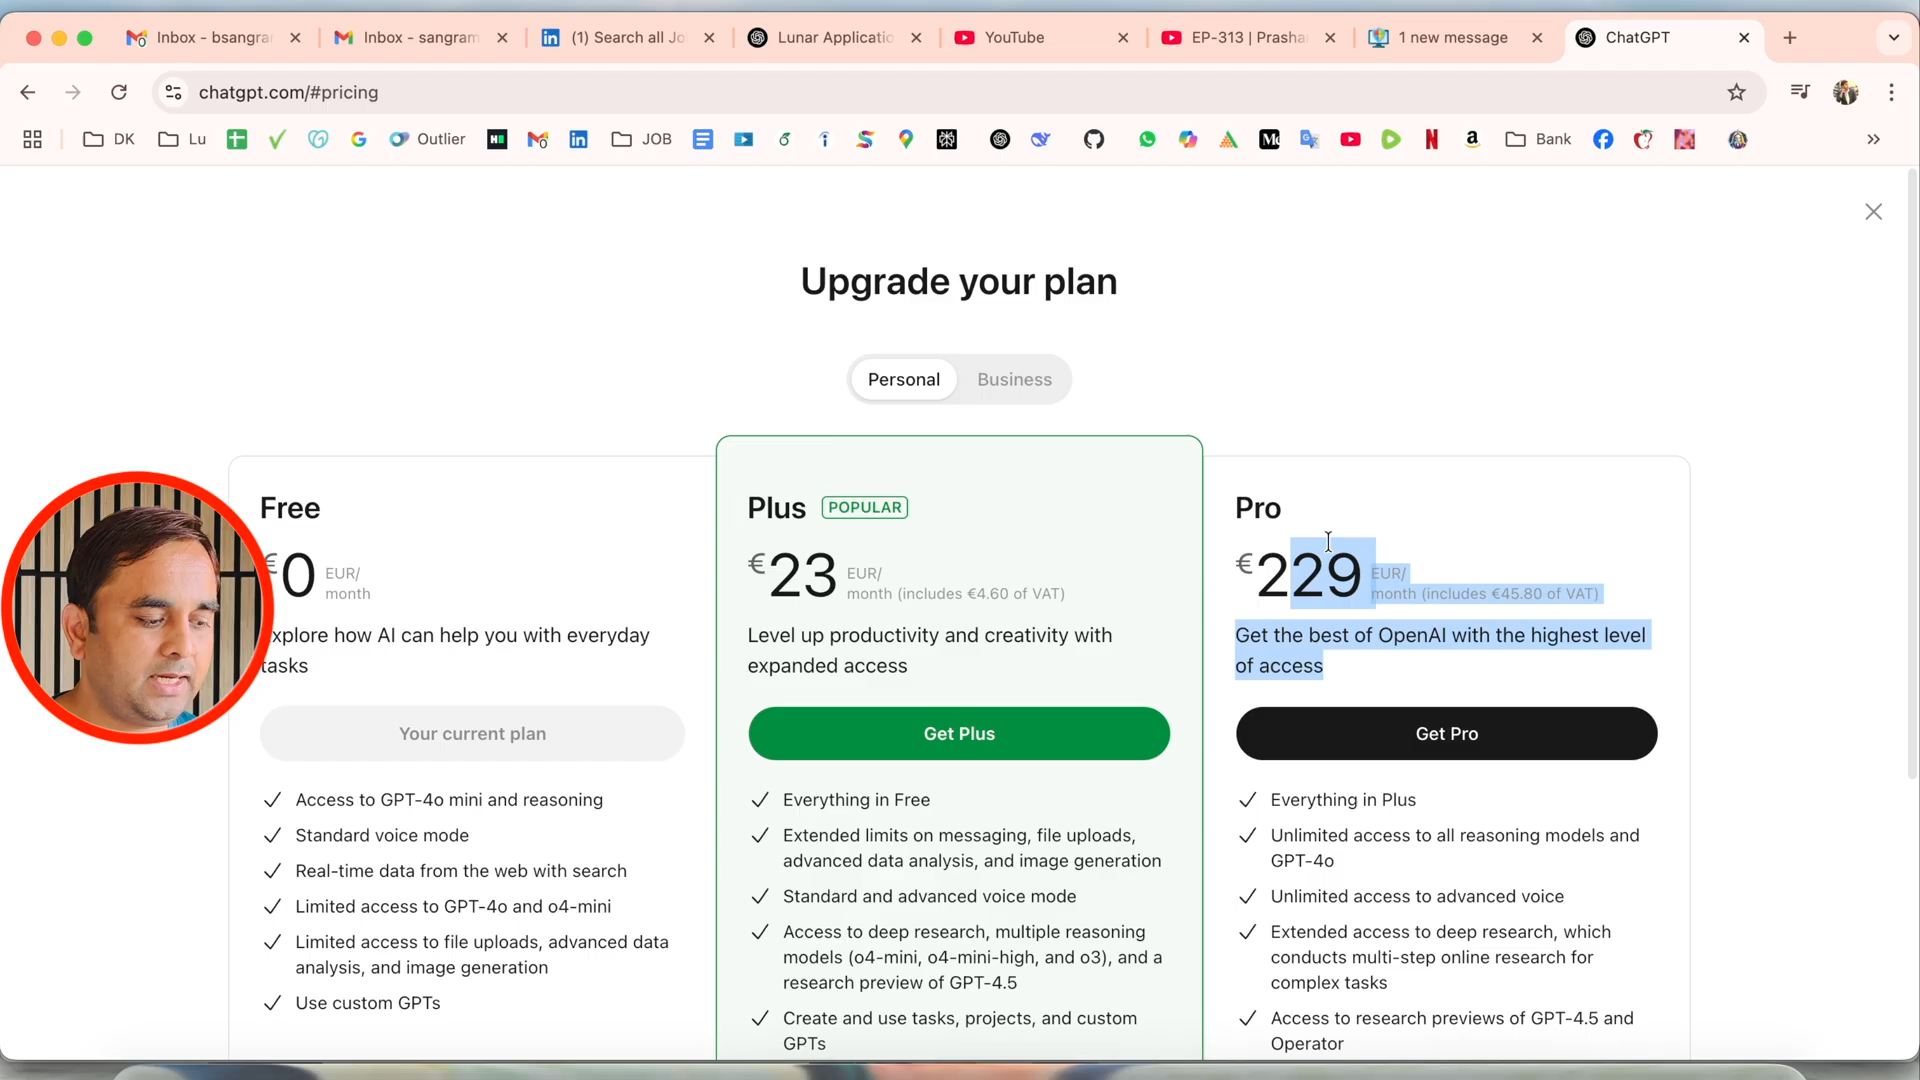 Inbox - bsangran
Inbox - sangram
(1) Search all Jo
Lunar Applicatio
YouTube
EP-313 | Prasha
1 new message
ChatGPT
chatgpt.com/#pricing
DK
Lu
Outlier
JOB
Bank
Upgrade your plan
Personal
Business
Free
€0 EUR/
month
xplore how AI can help you with everyday
tasks
Your current plan
Access to GPT-4o mini and reasoning
Standard voice mode
Real-time data from the web with search
Limited access to GPT-4o and o4-mini
Limited access to file uploads, advanced data
analysis, and image generation
Use custom GPTs
Plus POPULAR
€23 EUR/
month (includes €4.60 of VAT)
Level up productivity and creativity with
expanded access
Get Plus
Everything in Free
Extended limits on messaging, file uploads,
advanced data analysis, and image generation
Standard and advanced voice mode
Access to deep research, multiple reasoning
models (o4-mini, o4-mini-high, and o3), and a
research preview of GPT-4.5
Create and use tasks, projects, and custom
GPTs
Pro
€229 EUR/
month (includes €45.80 of VAT)
Get the best of OpenAI with the highest level
of access
Get Pro
Everything in Plus
Unlimited access to all reasoning models and
GPT-4o
Unlimited access to advanced voice
Extended access to deep research, which
conducts multi-step online research for
complex tasks
Access to research previews of GPT-4.5 and
Operator